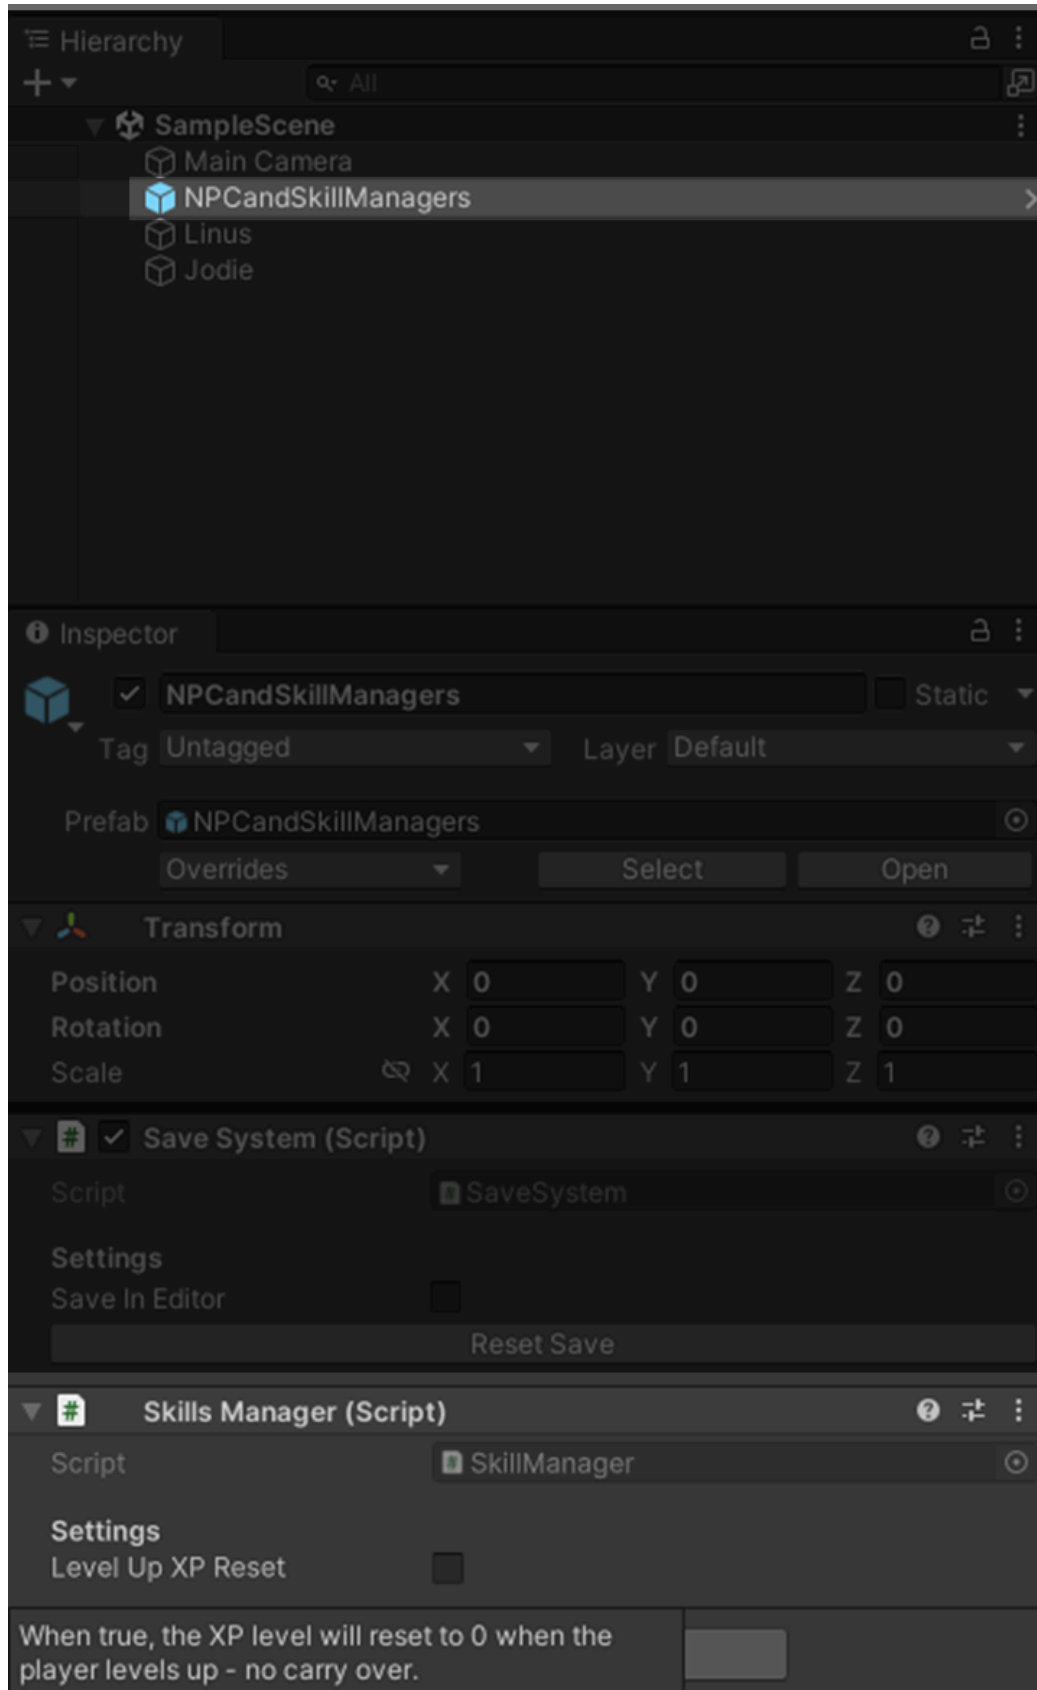 Hierarchy
All
SampleScene
Main Camera
NPCandSkillManagers
Linus
Jodie
Inspector
NPCandSkillManagers Static
Tag Untagged Layer Default
Prefab NPCandSkillManagers
Overrides Select Open
Transform
Position X 0 Y 0 Z 0
Rotation X 0 Y 0 Z 0
Scale X 1 Y 1 Z 1
# Save System (Script)
Script # SaveSystem
Settings
Save In Editor
Reset Save
# Skills Manager (Script)
Script # SkillManager
Settings
Level Up XP Reset
When true, the XP level will reset to 0 when the
player levels up - no carry over.